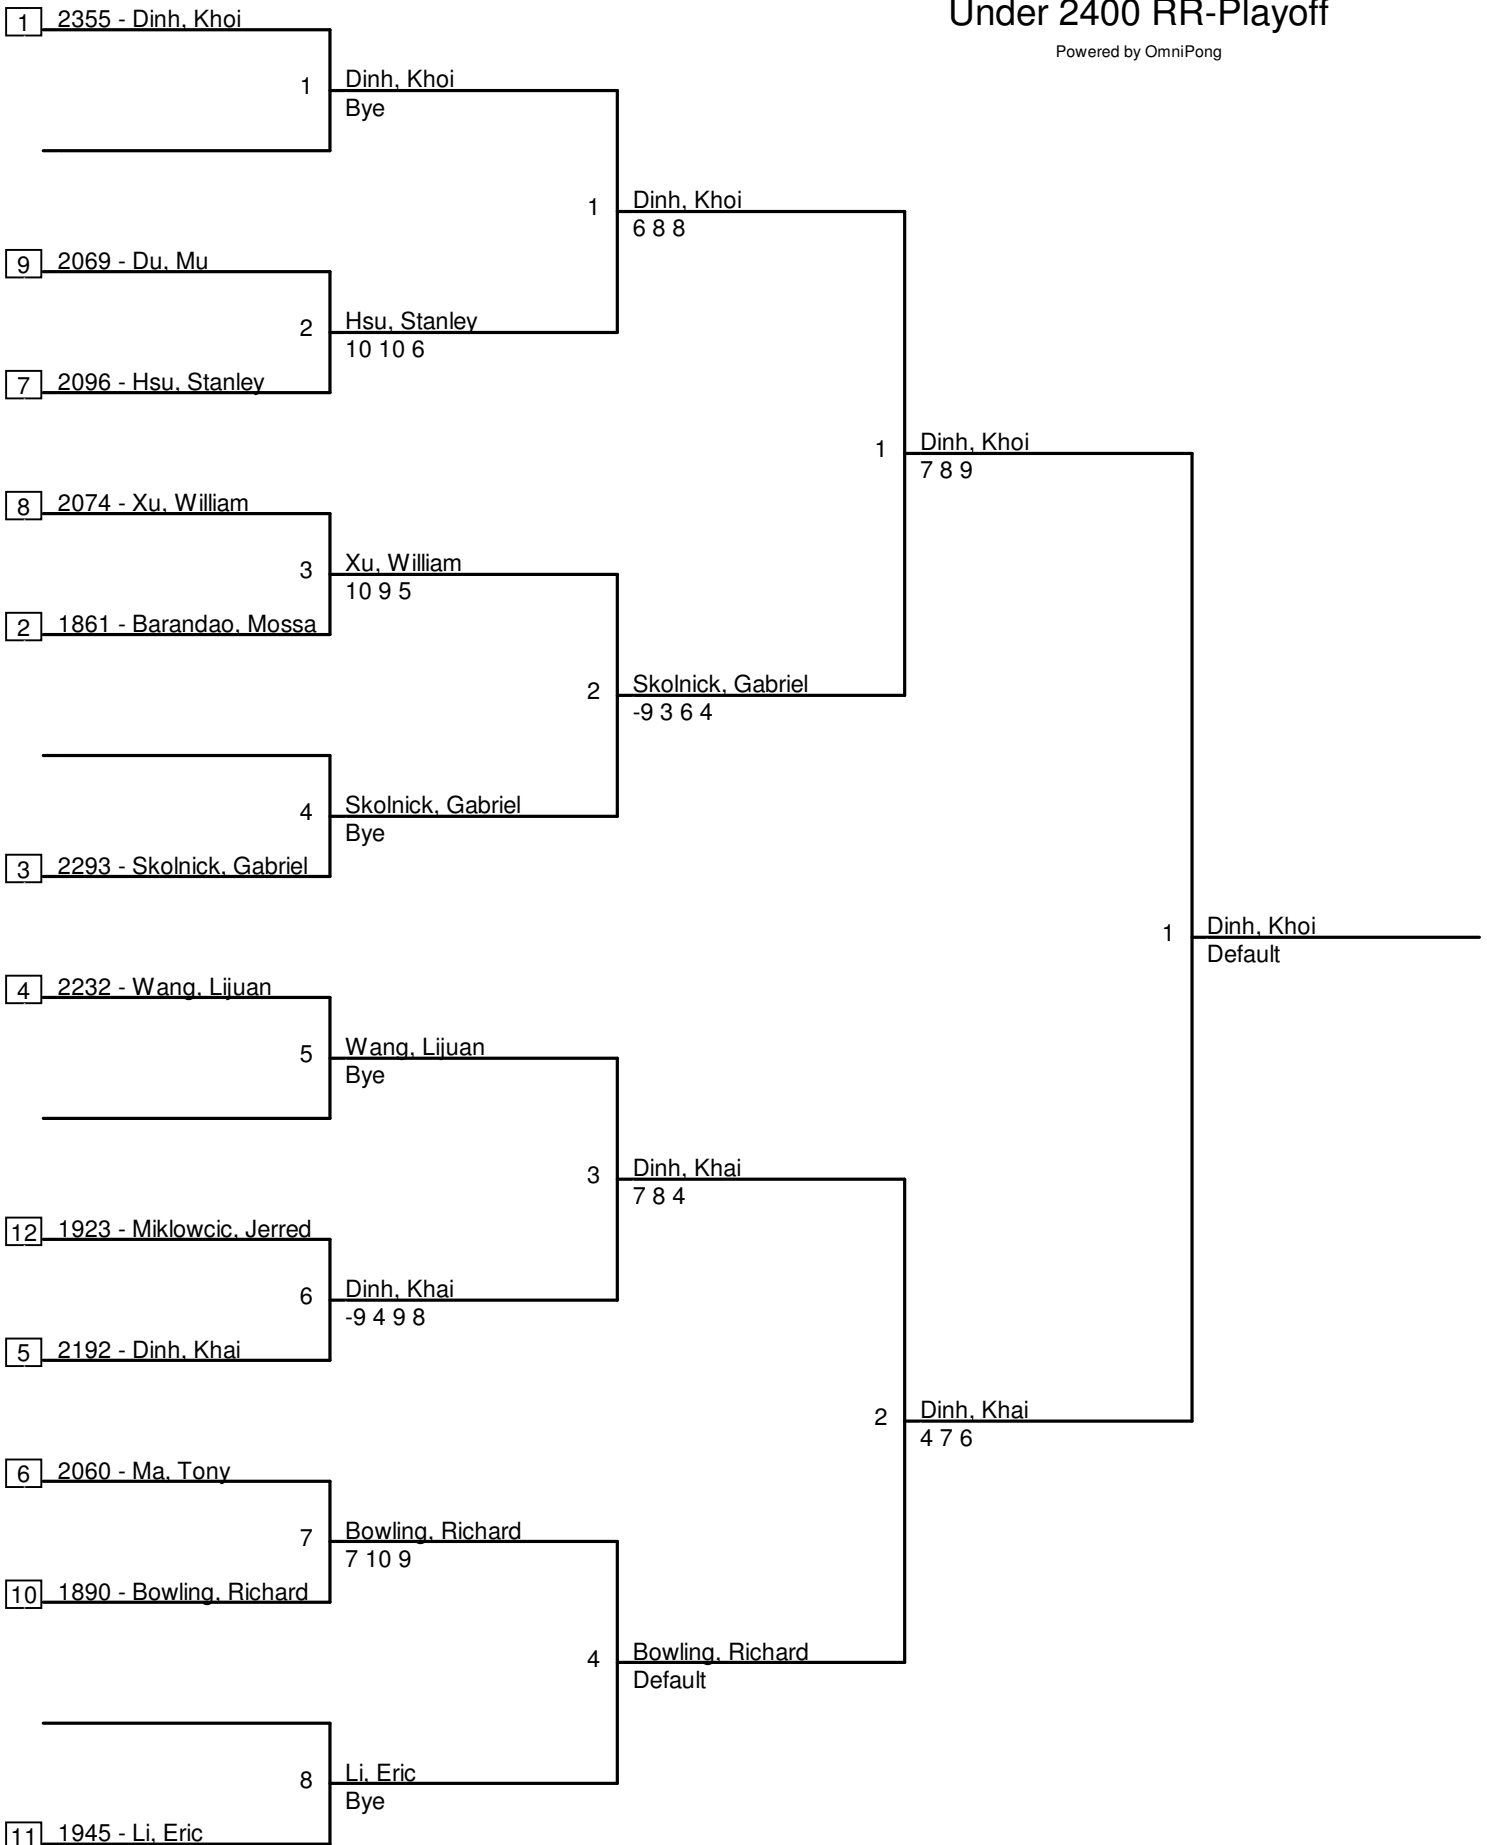 Under 2400 RR-Playoff
Powered by OmniPong
1 2355 - Dinh, Khoi
1 Dinh, Khoi
Bye
1 Dinh, Khoi
6 8 8
9 2069 - Du, Mu
2 Hsu, Stanley
10 10 6
7 2096 - Hsu, Stanley
1 Dinh, Khoi
7 8 9
8 2074 - Xu, William
3 Xu, William
10 9 5
2 1861 - Barandao, Mossa
2 Skolnick, Gabriel
-9 3 6 4
4 Skolnick, Gabriel
Bye
3 2293 - Skolnick, Gabriel
1 Dinh, Khoi
Default
4 2232 - Wang, Lijuan
5 Wang, Lijuan
Bye
3 Dinh, Khai
7 8 4
12 1923 - Miklowcic, Jerred
6 Dinh, Khai
-9 4 9 8
5 2192 - Dinh, Khai
2 Dinh, Khai
4 7 6
6 2060 - Ma, Tony
7 Bowling, Richard
7 10 9
10 1890 - Bowling, Richard
4 Bowling, Richard
Default
8 Li, Eric
Bye
11 1945 - Li, Eric